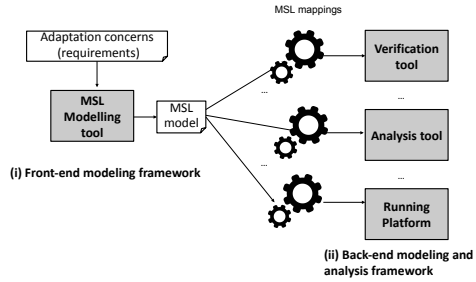 MSL mappings
Adaptation concerns
(requirements)
MSL
Modelling
tool
MSL
model
(i) Front-end modeling framework
...
...
...
Verification
tool
...
Analysis tool
...
Running
Platform
(ii) Back-end modeling and
analysis framework